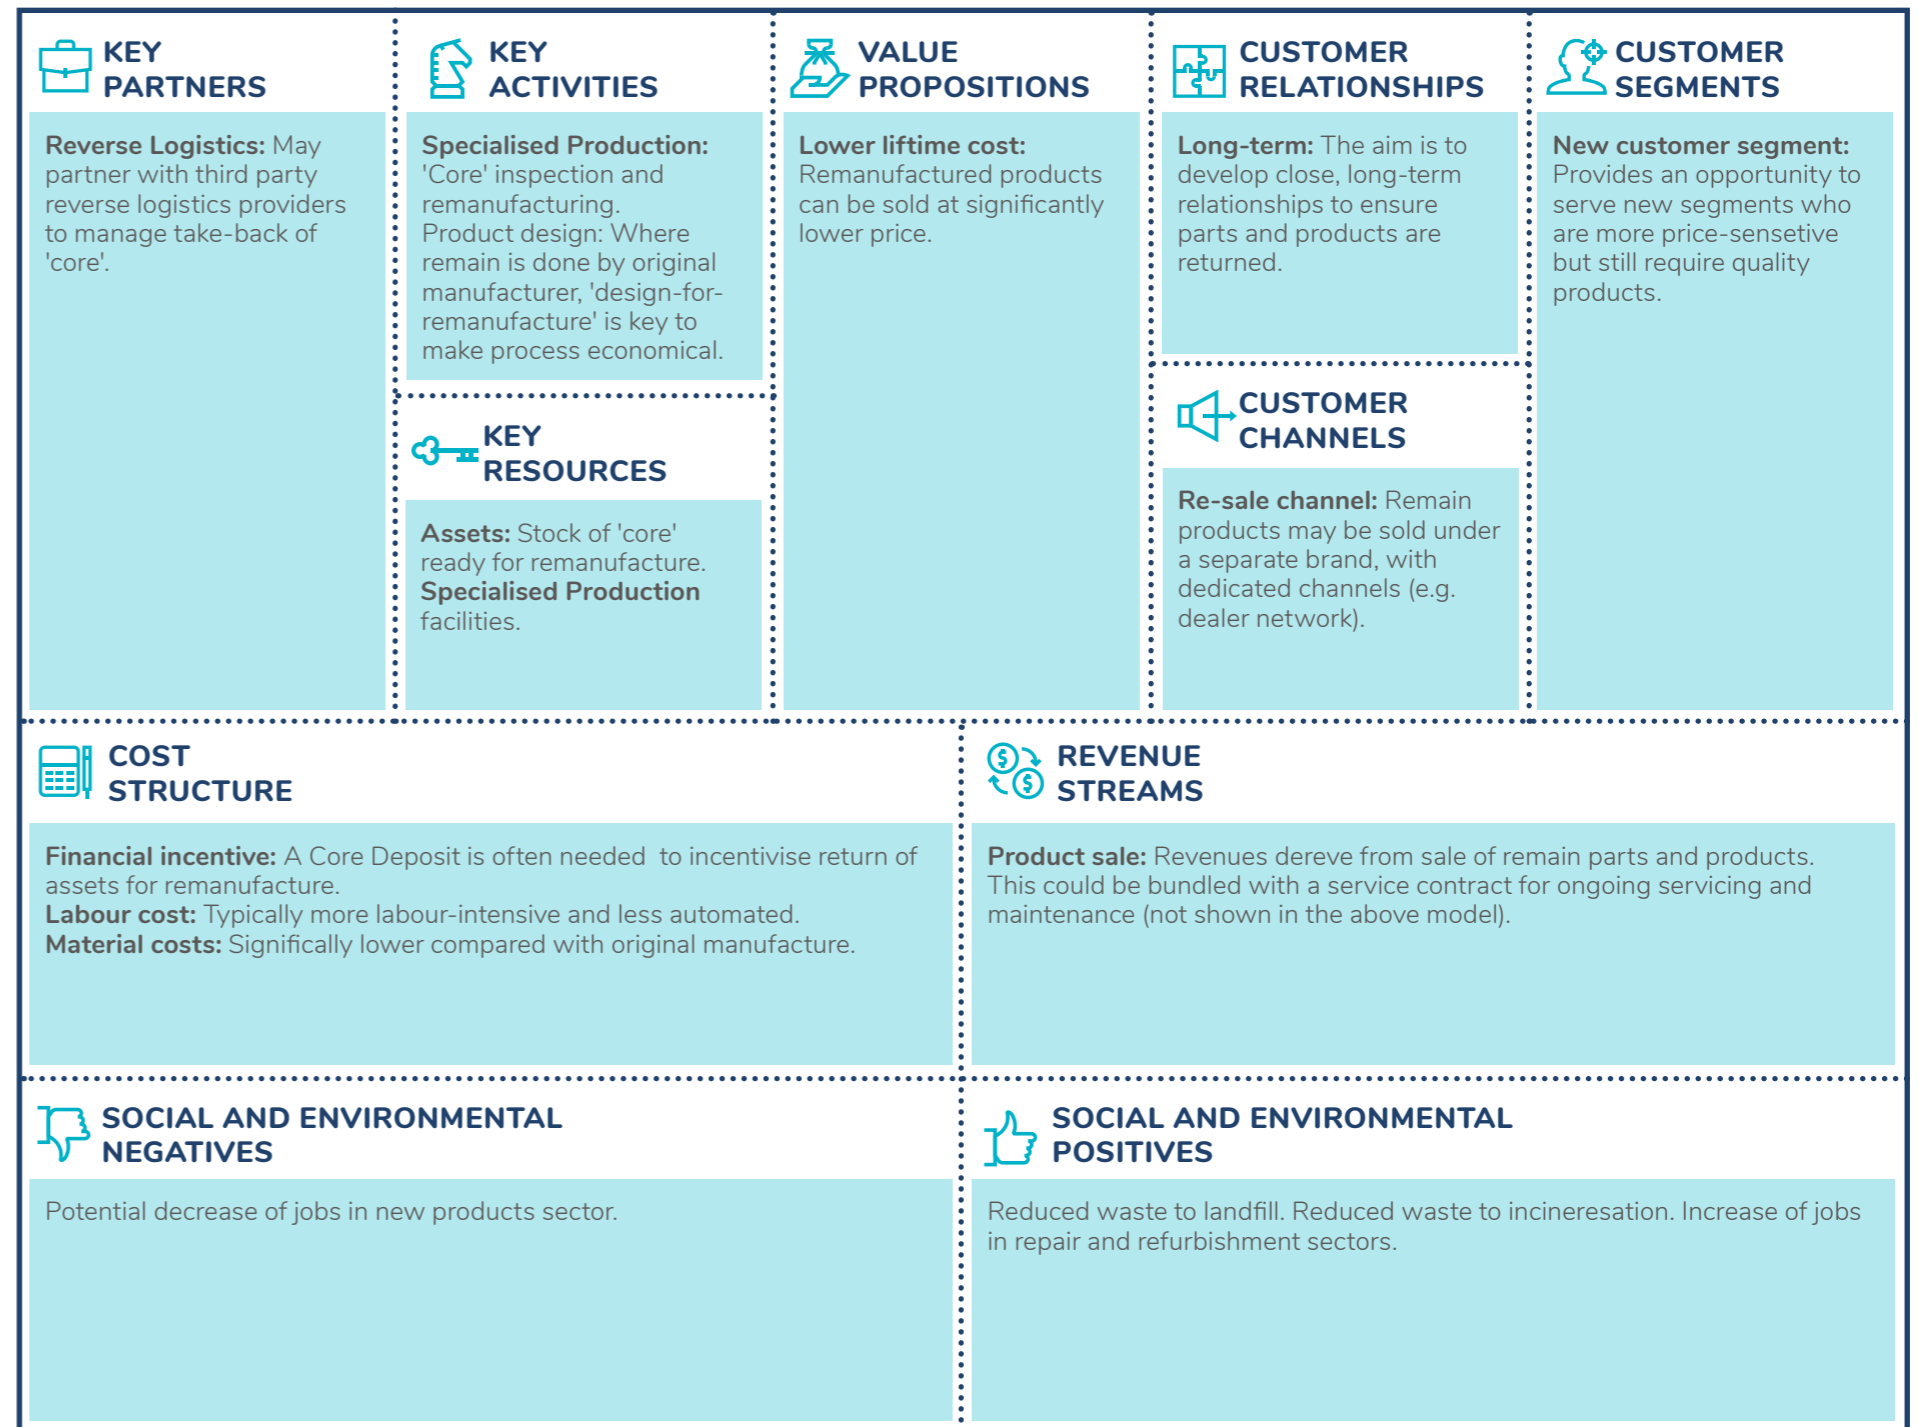 KEY
PARTNERS
Reverse Logistics: May
partner with third party
reverse logistics providers
to manage take-back of
'core'.
KEY
ACTIVITIES
Specialised Production:
'Core' inspection and
remanufacturing.
Product design: Where
remain is done by original
manufacturer, 'design-for-
remanufacture' is key to
make process economical.
KEY
RESOURCES
Assets: Stock of 'core'
ready for remanufacture.
Specialised Production
facilities.
VALUE
PROPOSITIONS
Lower liftime cost:
Remanufactured products
can be sold at significantly
lower price.
CUSTOMER
RELATIONSHIPS
Long-term: The aim is to
develop close, long-term
relationships to ensure
parts and products are
returned.
CUSTOMER
CHANNELS
Re-sale channel: Remain
products may be sold under
a separate brand, with
dedicated channels (e.g.
dealer network).
CUSTOMER
SEGMENTS
New customer segment:
Provides an opportunity to
serve new segments who
are more price-sensetive
but still require quality
products.
COST
STRUCTURE
Financial incentive: A Core Deposit is often needed  to incentivise return of
assets for remanufacture.
Labour cost: Typically more labour-intensive and less automated.
Material costs: Significally lower compared with original manufacture.
REVENUE
STREAMS
Product sale: Revenues dereve from sale of remain parts and products.
This could be bundled with a service contract for ongoing servicing and
maintenance (not shown in the above model).
SOCIAL AND ENVIRONMENTAL
NEGATIVES
Potential decrease of jobs in new products sector.
SOCIAL AND ENVIRONMENTAL
POSITIVES
Reduced waste to landfill. Reduced waste to incineresation. Increase of jobs
in repair and refurbishment sectors.